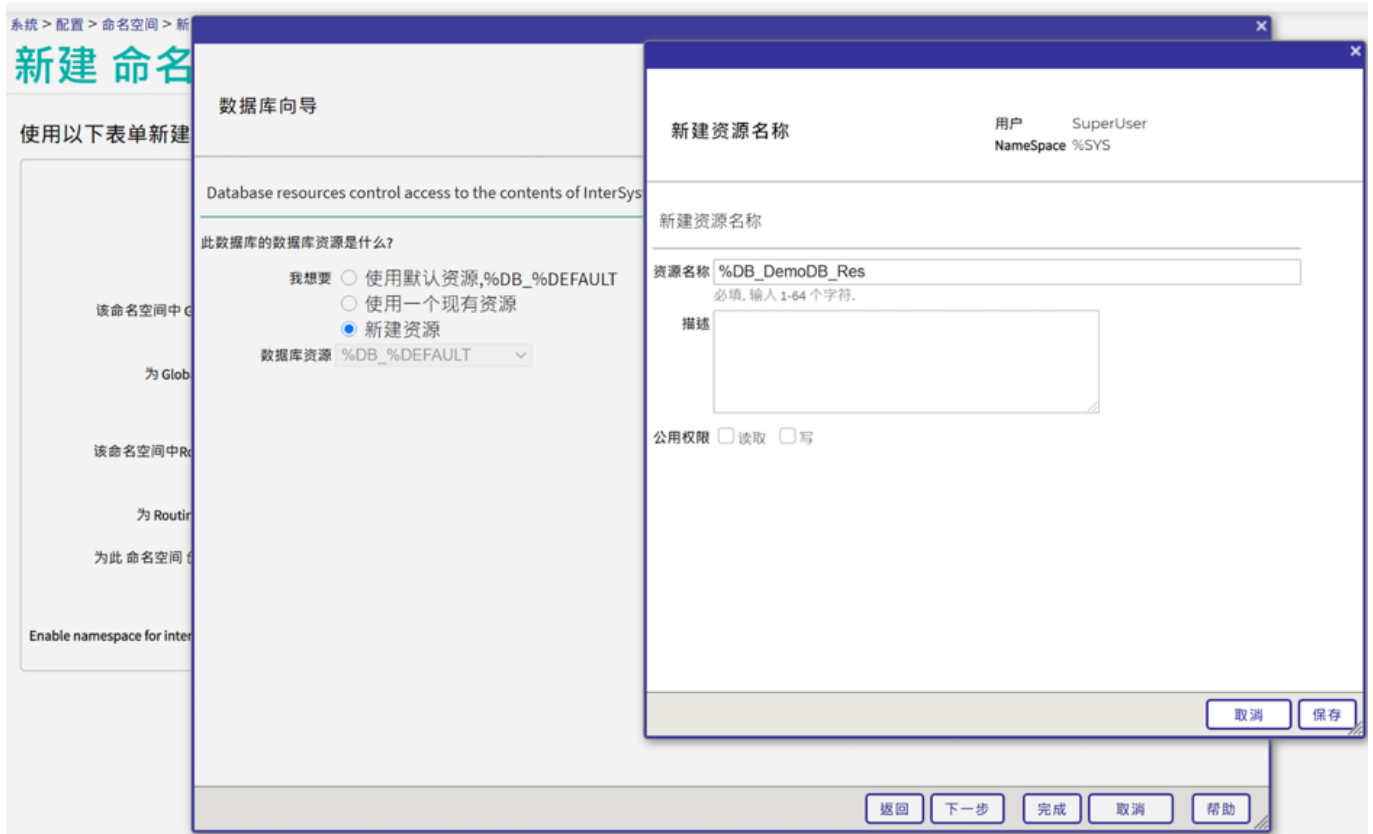 系统 > 配置 > 命名空间 > 新
新建 命名
使用以下表单新建
该命名空间中 G
为 Glob
该命名空间中Ro
为 Routin
为此 命名空间
Enable namespace for inter
数据库向导
Database resources control access to the contents of InterSys
此数据库的数据库资源是什么?
我想要 使用默认资源,%DB_%DEFAULT
使用一个现有资源
新建资源
数据库资源 %DB_%DEFAULT
返回 下一步 完成 取消 帮助
新建资源名称
用户 SuperUser
NameSpace %SYS
新建资源名称
资源名称 %DB_DemoDB_Res
必填. 输入 1-64 个字符.
描述
公用权限 读取 写
取消 保存